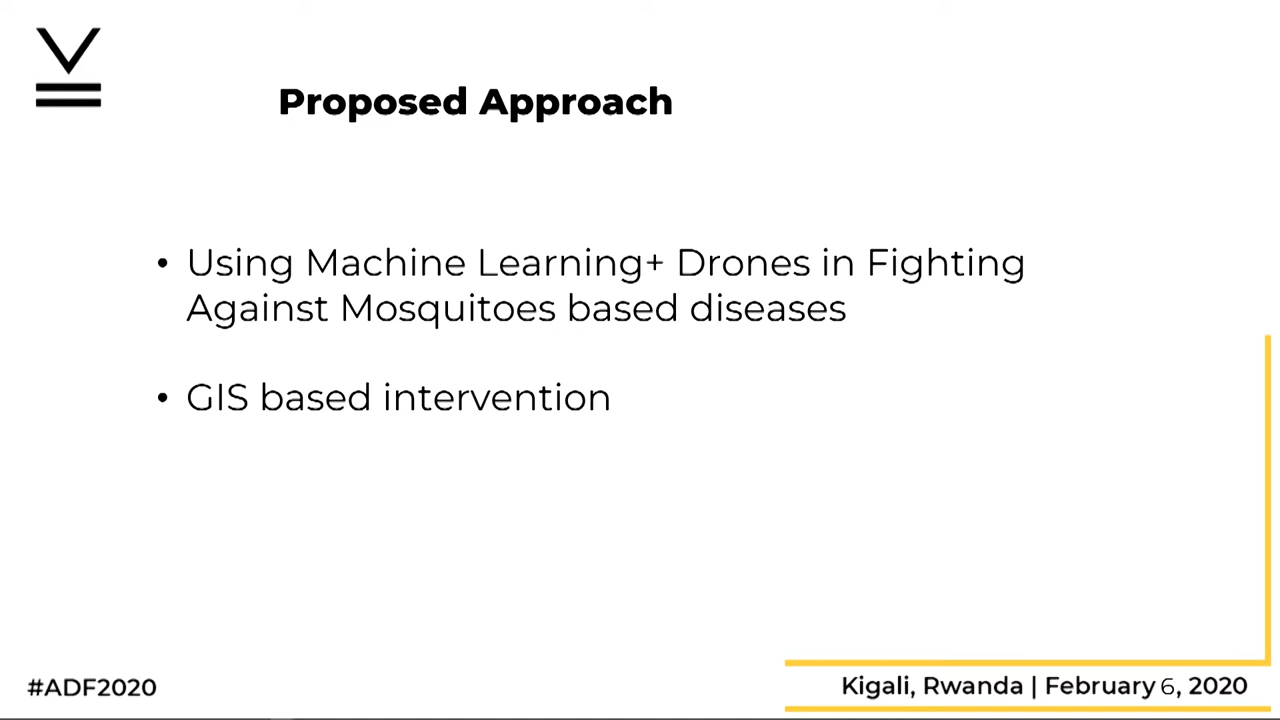 Proposed Approach
• Using Machine Learning+ Drones in Fighting
Against Mosquitoes based diseases
• GIS based intervention
#ADF2020
Kigali, Rwanda | February 6, 2020